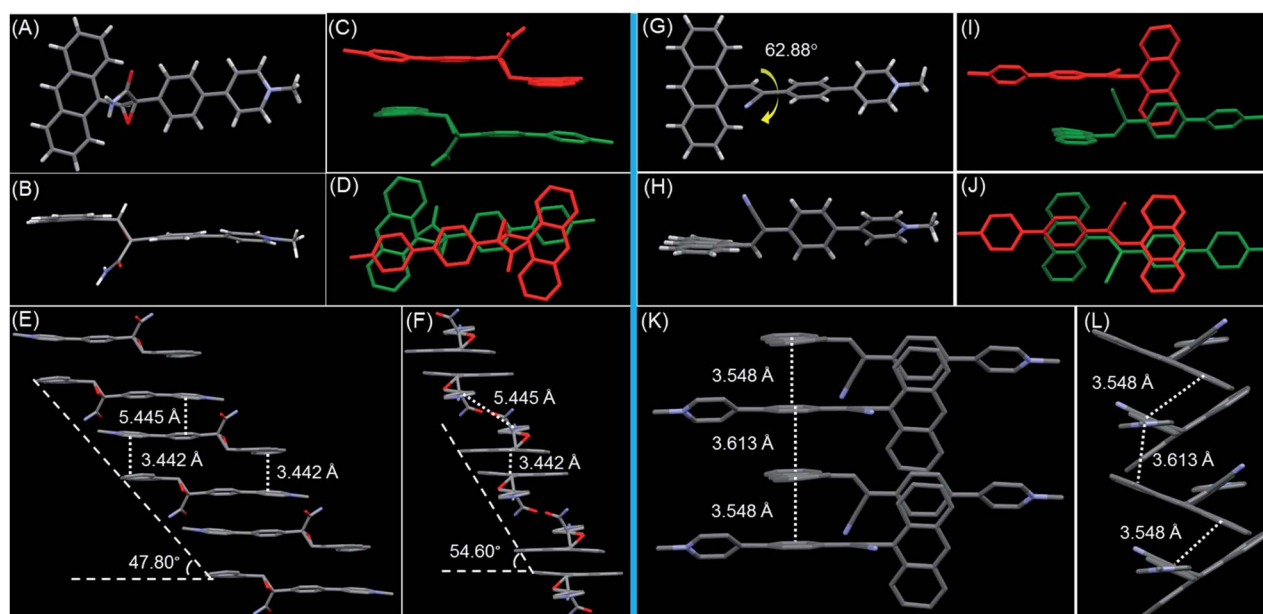 (A)
(C)
(G)
62.88°
(I)
(B)
(D)
(H)
(J)
(E)
5.445 Å
3.442 Å
3.442 Å
47.80°
(F)
5.445 Å
3.442 Å
54.60°
(K)
3.548 Å
3.613 Å
3.548 Å
(L)
3.548 Å
3.613 Å
3.548 Å